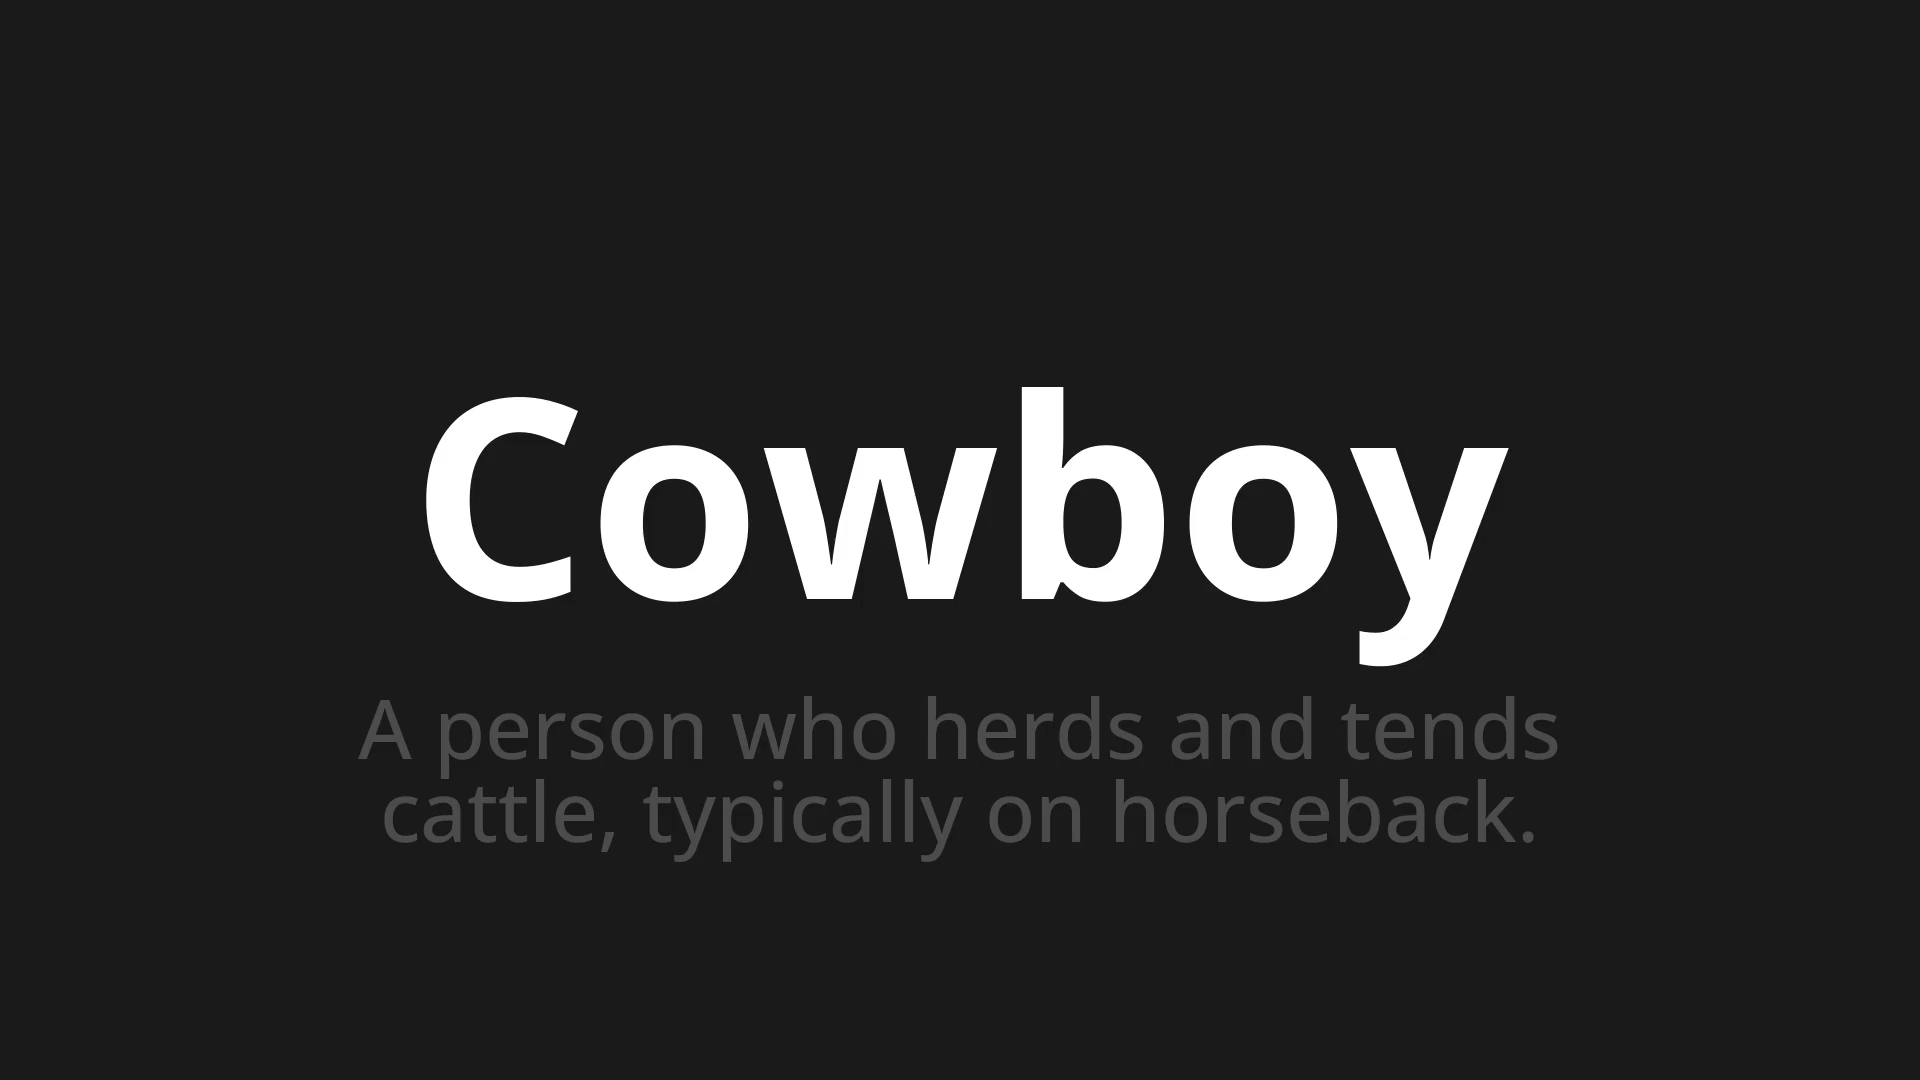 Cowboy
A person who herds and tends
cattle, typically on horseback.